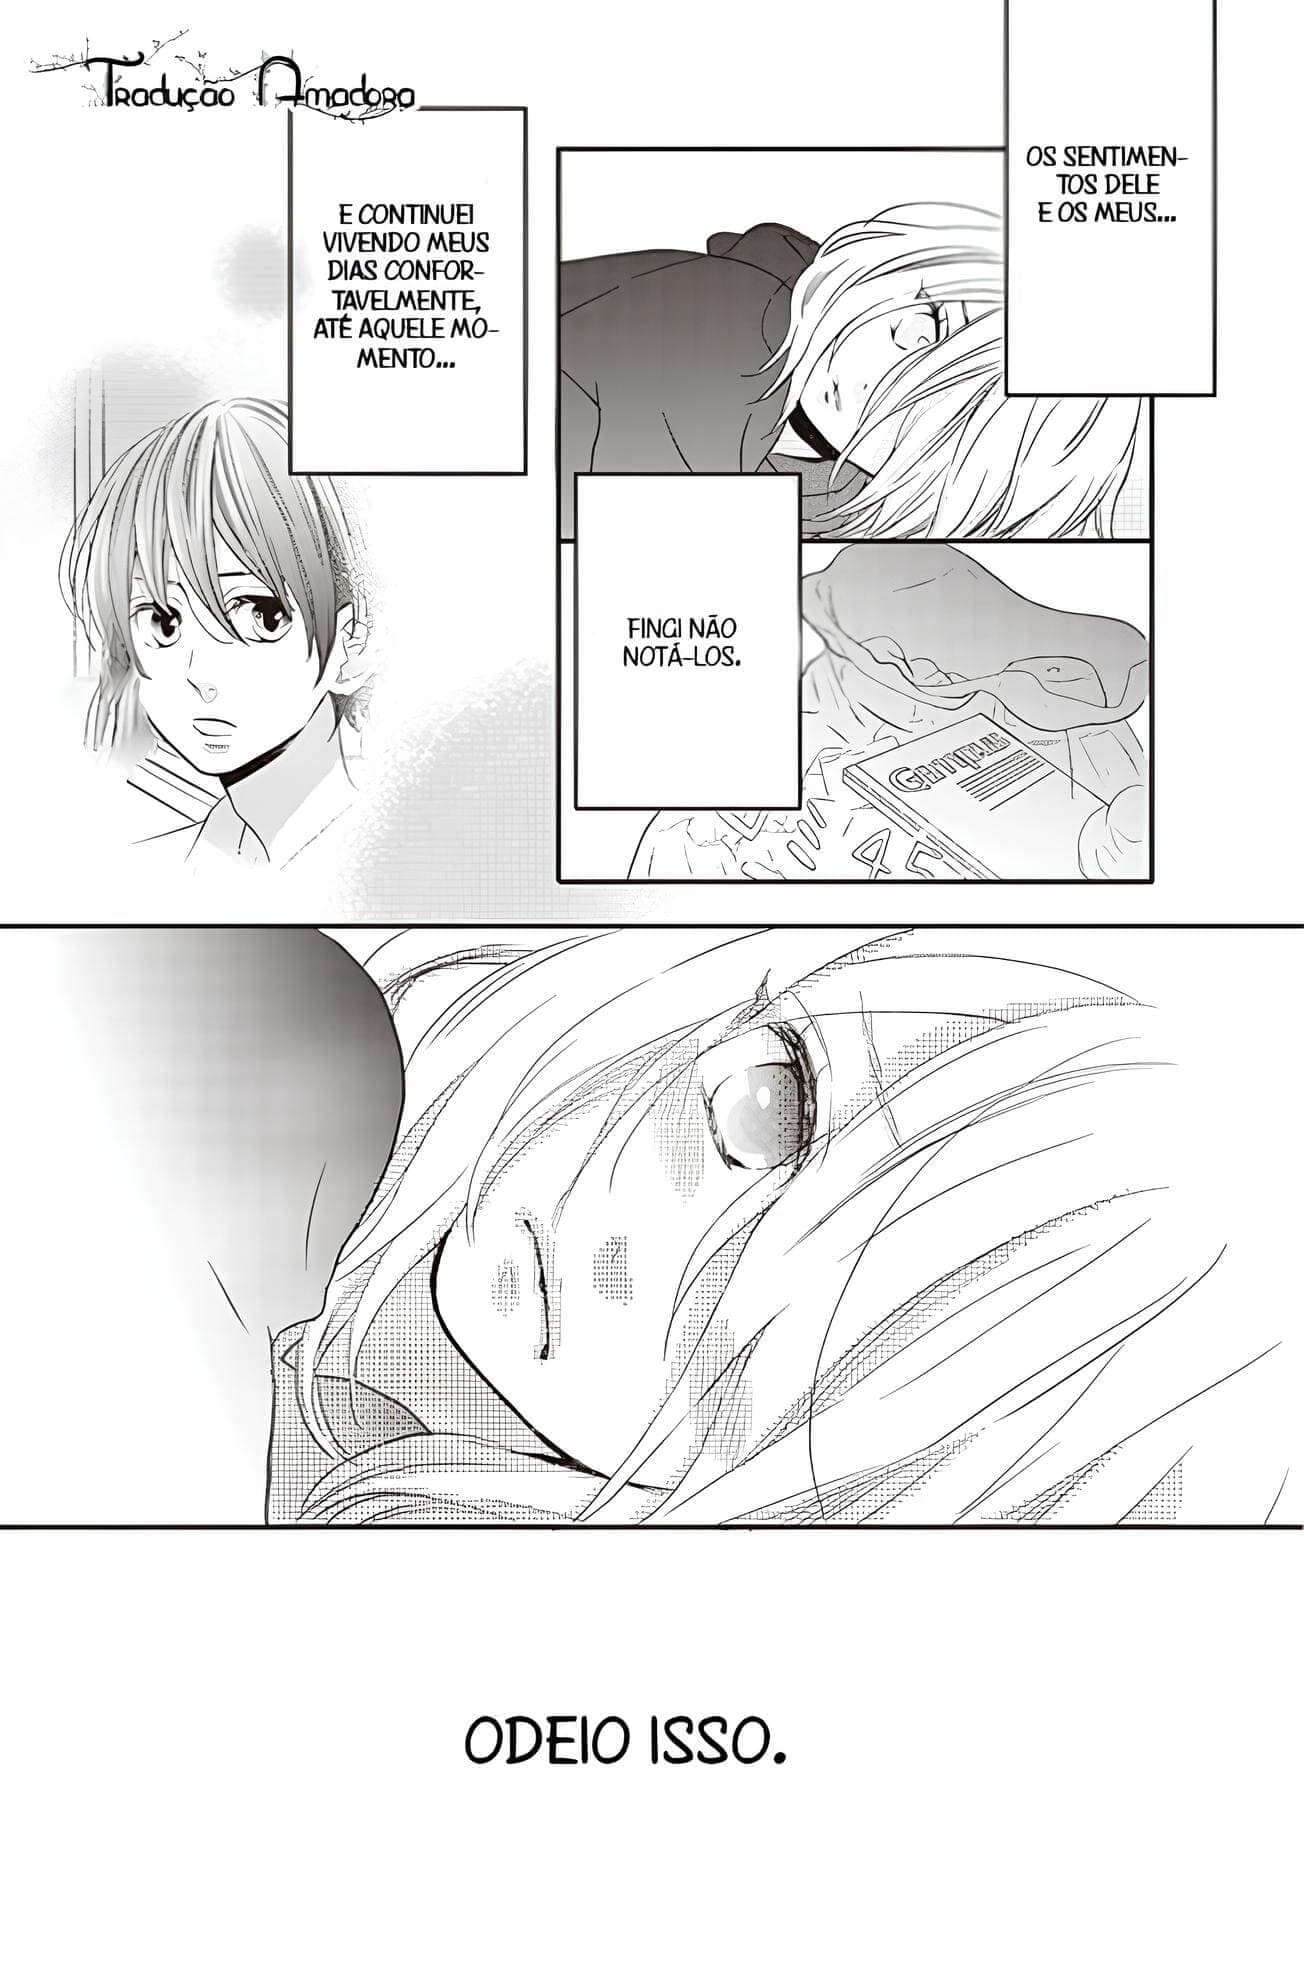 Tradução Amadora
OS SENTIMEN-
TOS DELE
E OS MEUS...
FINGI NÃO
NOTÁ-LOS.
45
E CONTINUEI
VIVENDO MEUS
DIAS CONFOR-
TAVELMENTE,
ATÉ AQUELE MO-
MENTO...
ODEIO ISSO.